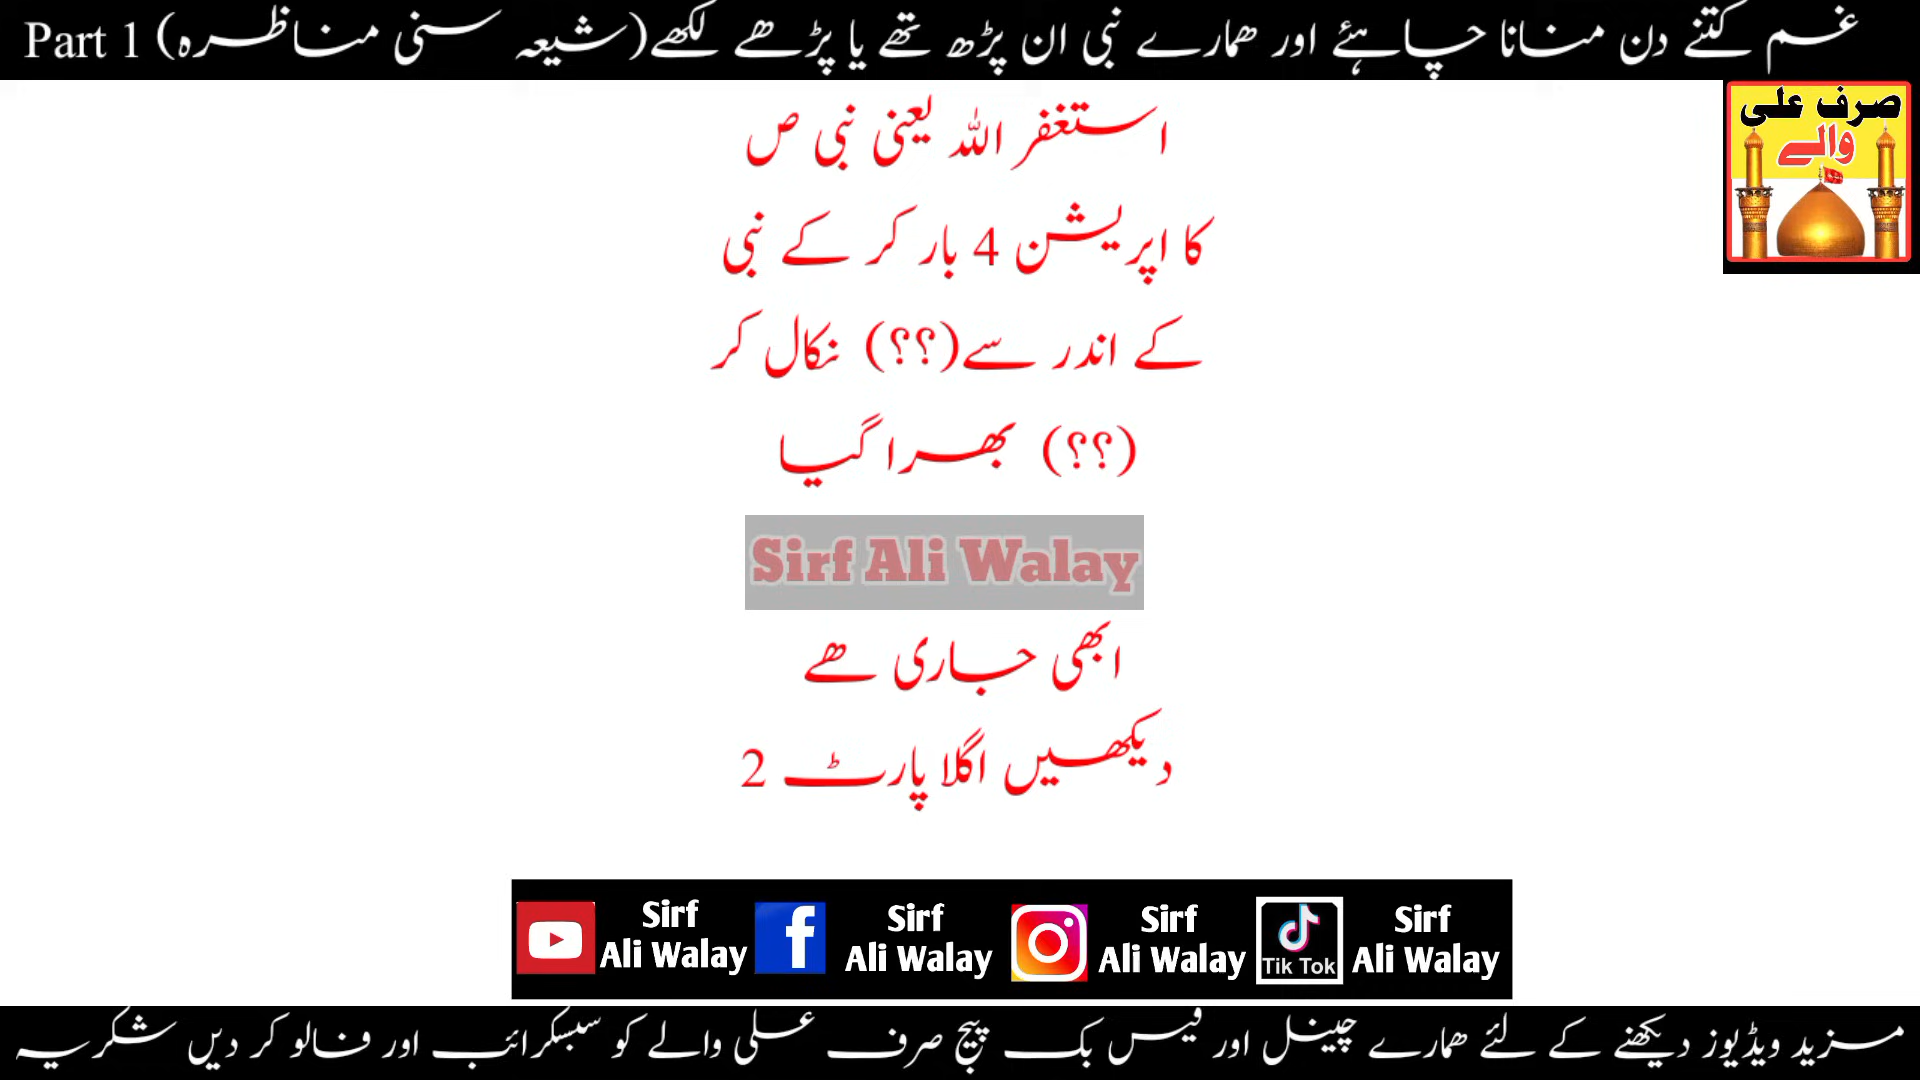 غم کتنے دن منانا چاہئے اور ھمارے نبی ان پڑھ تھے یا پڑھے لکھے(شیعہ سنی مناظرہ) Part 1
صرف علی
والے
استغفر اللہ یعنی نبی ص
کا اپریشن 4 بار کر کے نبی
کے اندر سے(؟؟) نکال کر
(؟؟) بھرا گیا
Sirf Ali Walay
ابھی جاری ھے
دیکھیں اگلا پارٹ 2
Sirf
Ali Walay
Sirf
Ali Walay
Sirf
Ali Walay
Tik Tok
Sirf
Ali Walay
مزید ویڈیوز دیکھنے کے لئے ھمارے چینل اور فیس بک پیج صرف علی والے کو سبسکرائب اور فالو کر دیں شکریہ